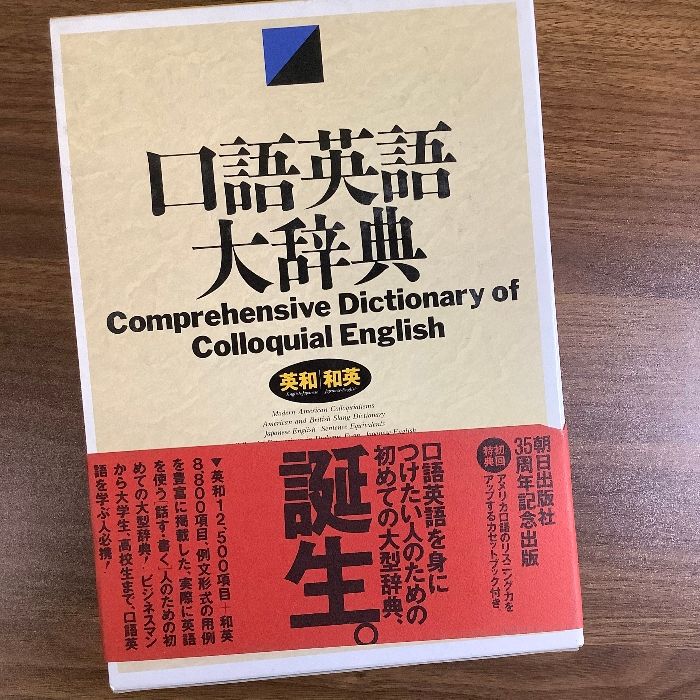 口語英語
大辞典
Comprehensive Dictionary of
Colloquial English
英和 和英
English-Japanese Japanese-English
Modern American Colloquialisms
American and British Slang Dictionary
Japanese English Sentence Equivalents
朝日出版社
35周年記念出版
初回特典
アメリカ口語のリスニング力を
アップするカセットブック付き。
口語英語を身に
つけたい人のための
初めての大型辞典、
誕生。
▼英和12,500項目+和英
8,800項目、例文形式の用例
を豊富に掲載した、実際に英語
を使う(話す・書く)人のための初
めての大型辞典!ビジネスマン
から大学生、高校生まで、口語英
語を学ぶ人必携!